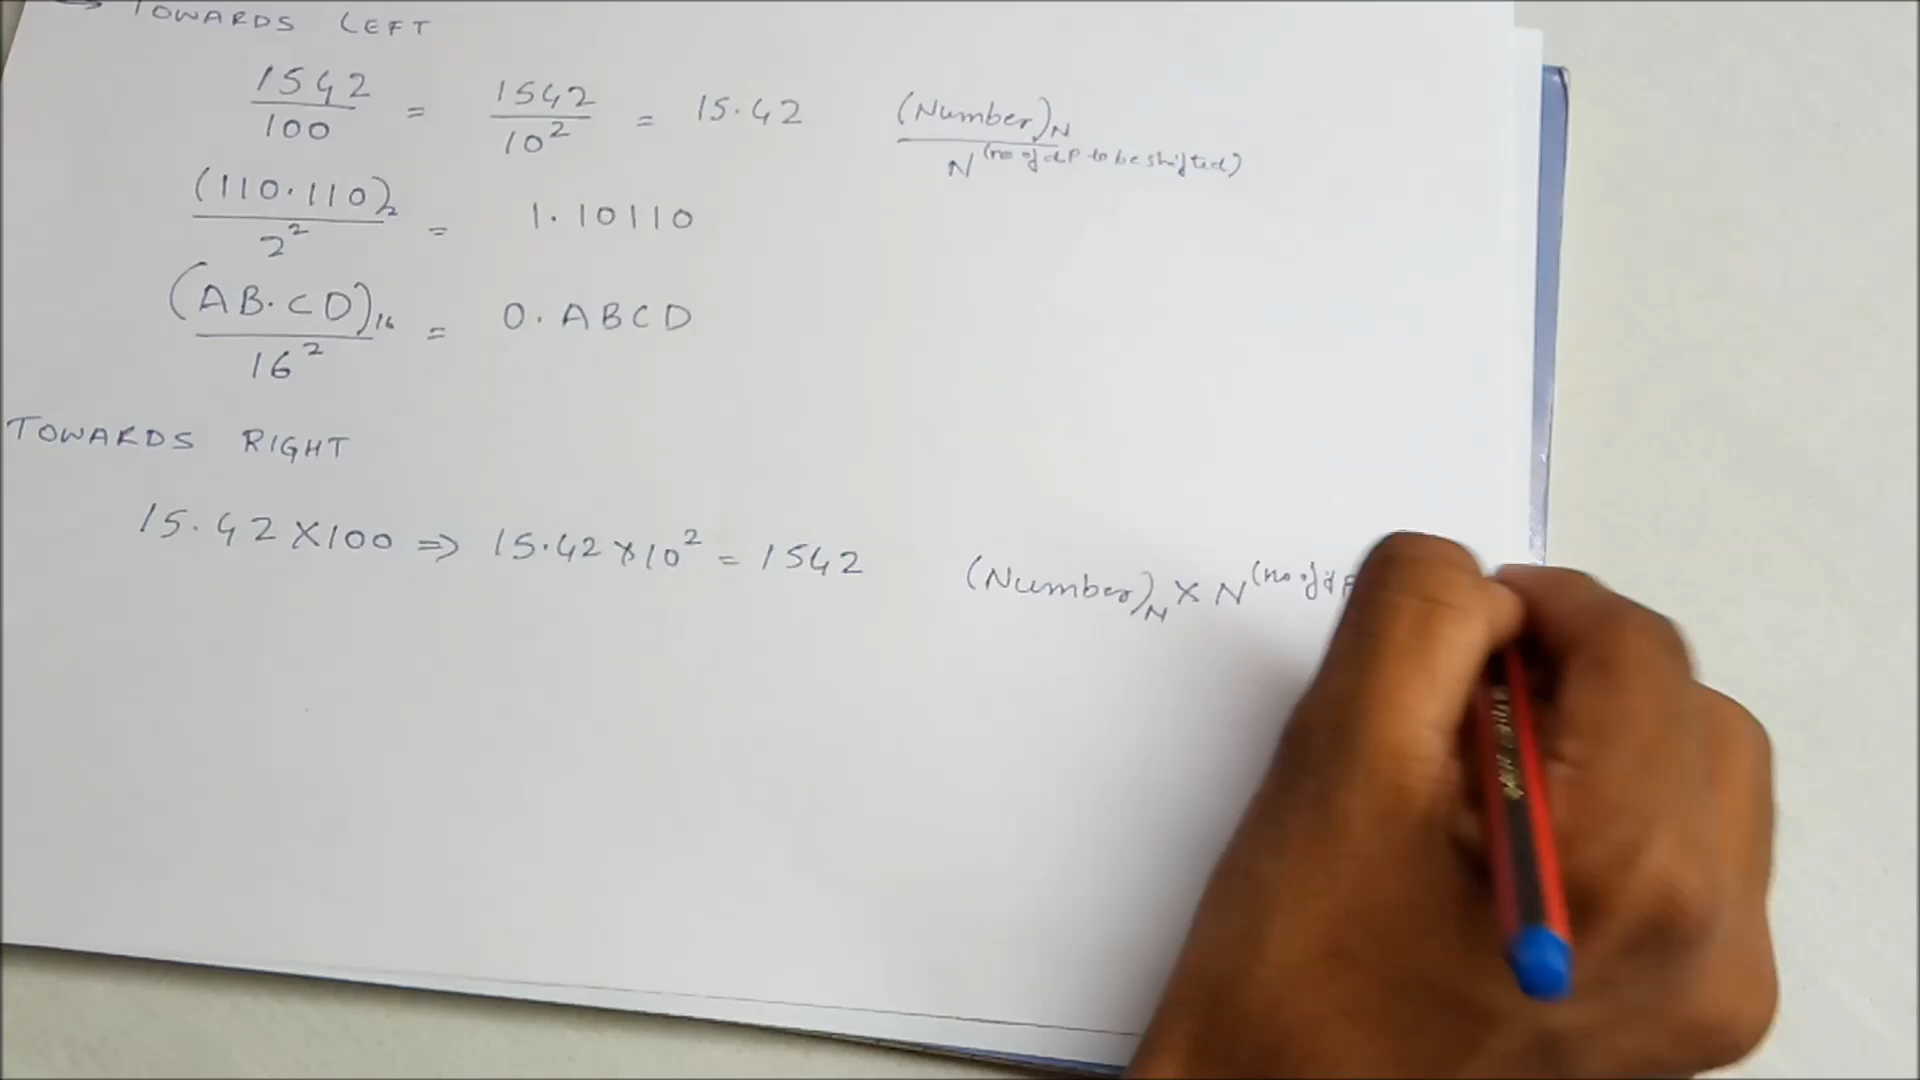 TOWARDS LEFT
1542/100 = 1542/10² = 15.42 (Number)N / N^(no of dP to be shifted)
(110.110)₂ / 2² = 1.10110
(AB.CD)₁₆ / 16² = 0.ABCD
TOWARDS RIGHT
15.42 X 100 ⇒ 15.42 x 10² = 1542 (Number)N X N^(no of dP